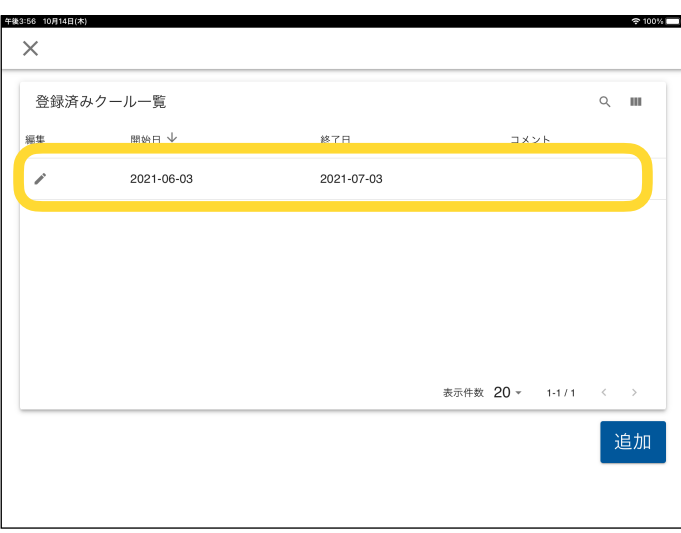 午後3:56 10月14日(木) 100%
登録済みクール一覧
編集 開始日 終了日 コメント
2021-06-03 2021-07-03
表示件数 20 1-1 / 1
追加